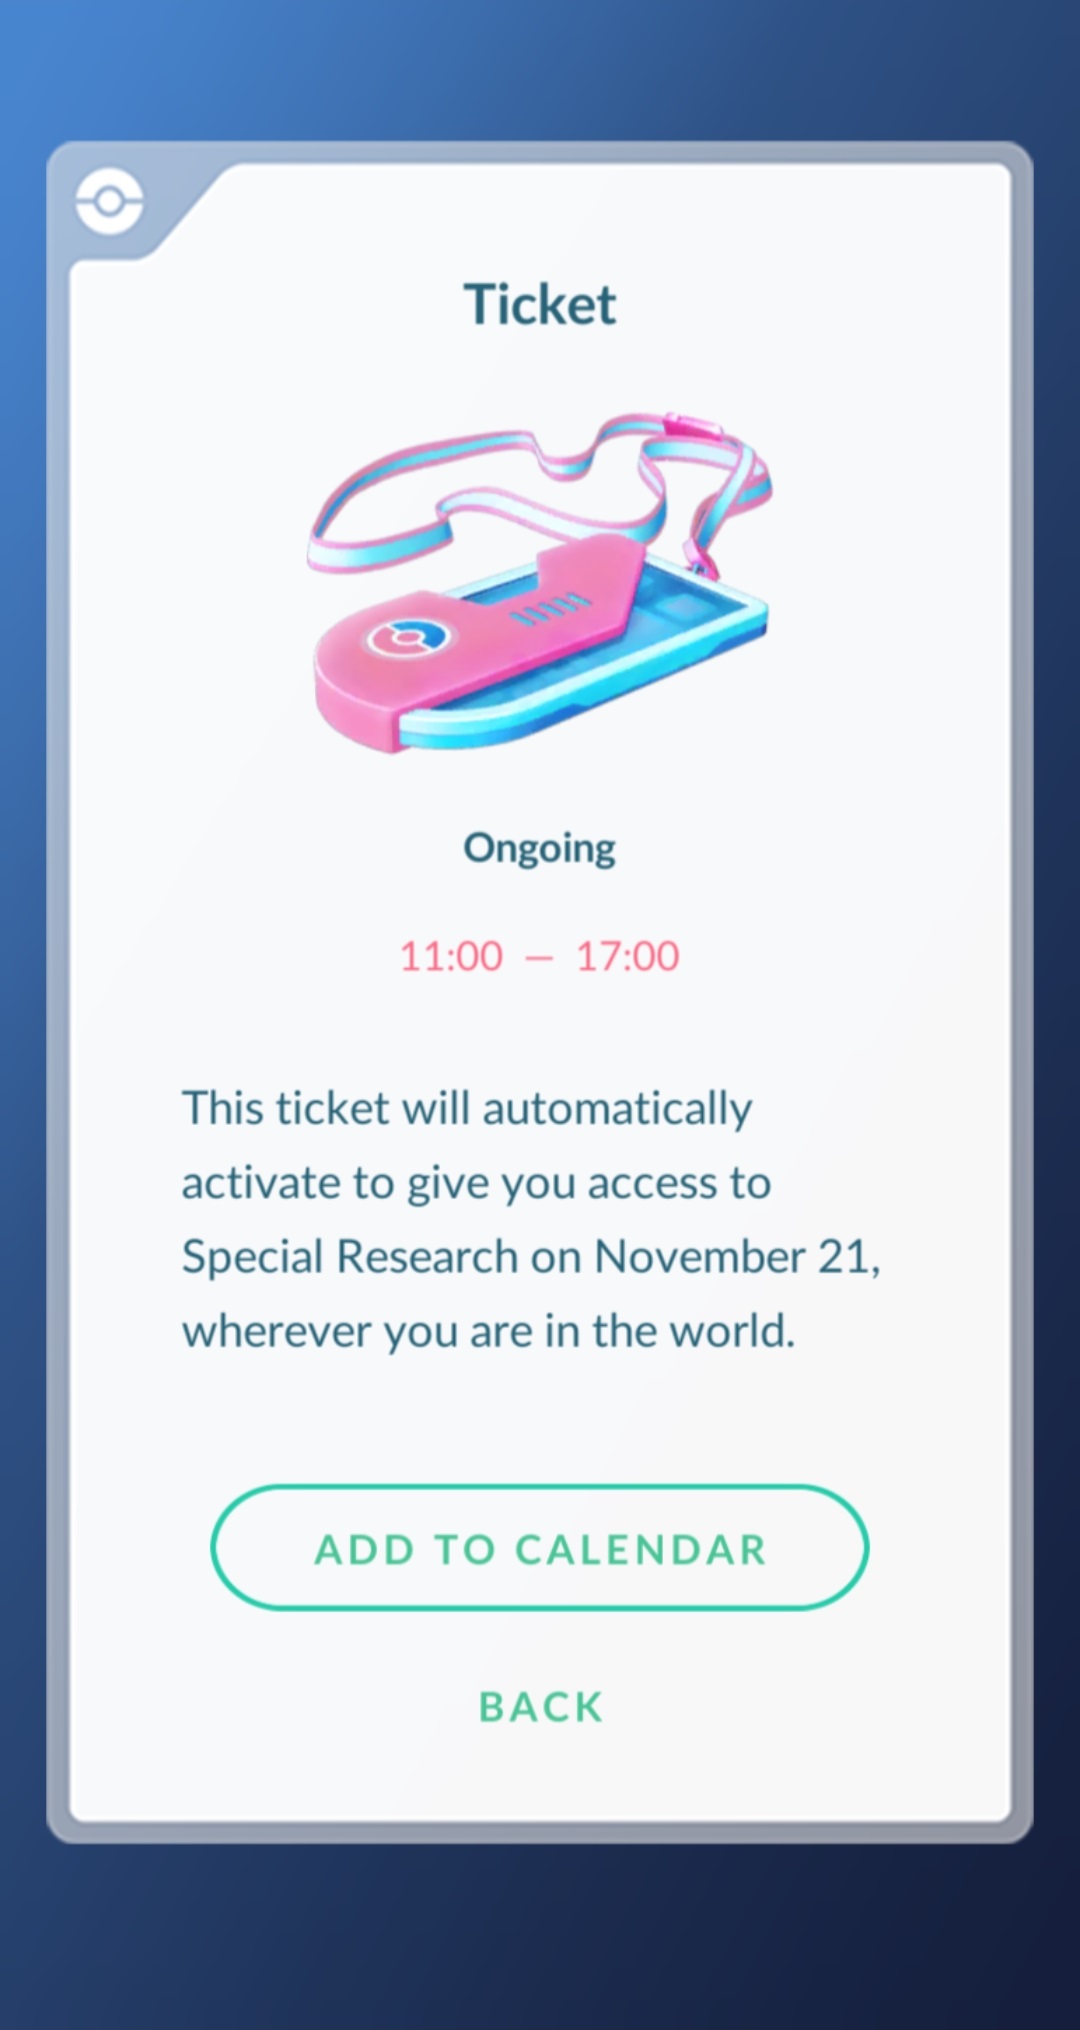 Ticket
Ongoing
11:00 — 17:00
This ticket will automatically
activate to give you access to
Special Research on November 21,
wherever you are in the world.
ADD TO CALENDAR
BACK